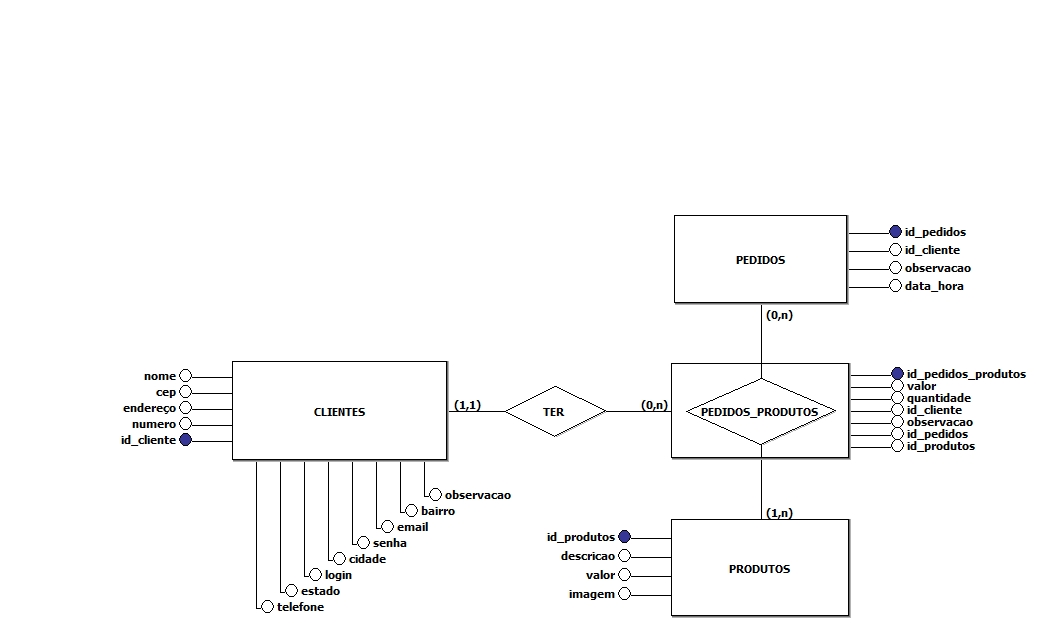 PEDIDOS
id_pedidos
id_cliente
observacao
data_hora
(0,n)
nome
cep
endereço
numero
id_cliente
CLIENTES
(1,1)
TER
(0,n)
PEDIDOS_PRODUTOS
id_pedidos_produtos
valor
quantidade
id_cliente
observacao
id_pedidos
id_produtos
observacao
bairro
email
senha
cidade
login
estado
telefone
(1,n)
id_produtos
descricao
valor
imagem
PRODUTOS